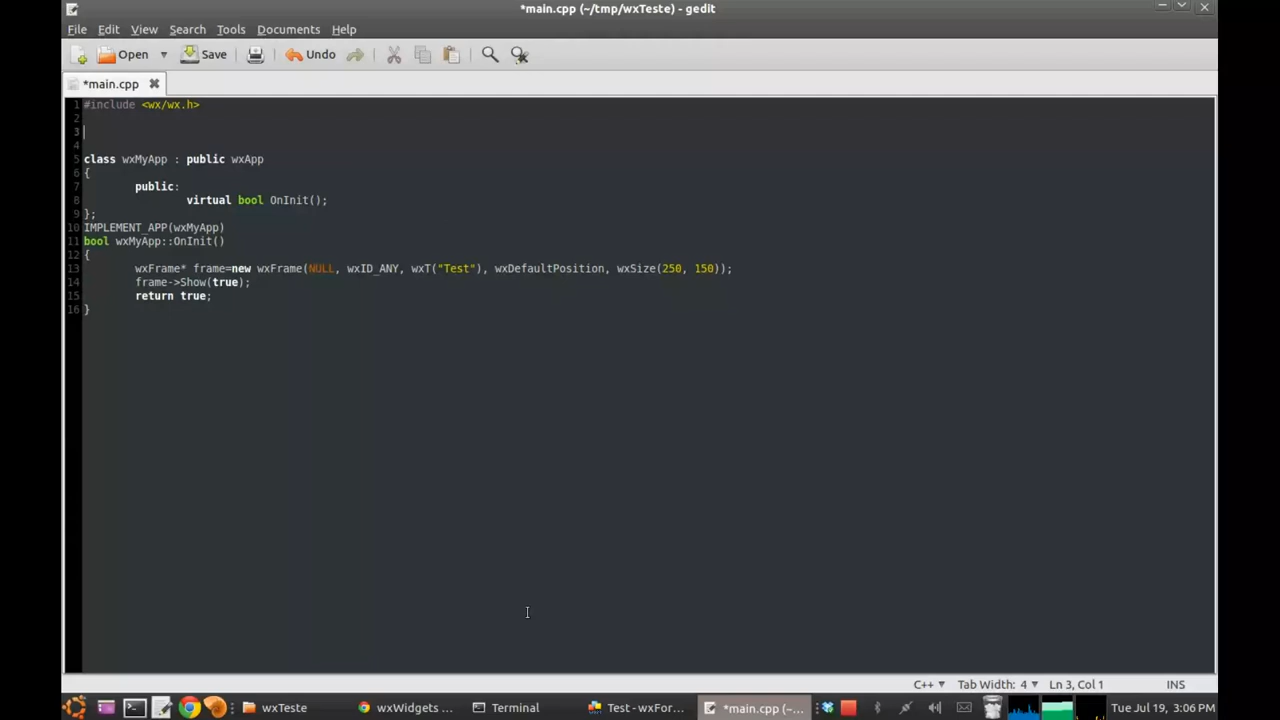 *main.cpp (~/tmp/wxTeste) - gedit
File Edit View Search Tools Documents Help
Open Save Undo
*main.cpp
1 #include <wx/wx.h>
2
3
4
5 class wxMyApp : public wxApp
6 {
7 public:
8 virtual bool OnInit();
9 };
10 IMPLEMENT_APP(wxMyApp)
11 bool wxMyApp::OnInit()
12 {
13 wxFrame* frame=new wxFrame(NULL, wxID_ANY, wxT("Test"), wxDefaultPosition, wxSize(250, 150));
14 frame->Show(true);
15 return true;
16 }
C++ Tab Width: 4 Ln 3, Col 1 INS
wxTeste wxWidgets ... Terminal Test - wxFor... *main.cpp (~... Tue Jul 19, 3:06 PM